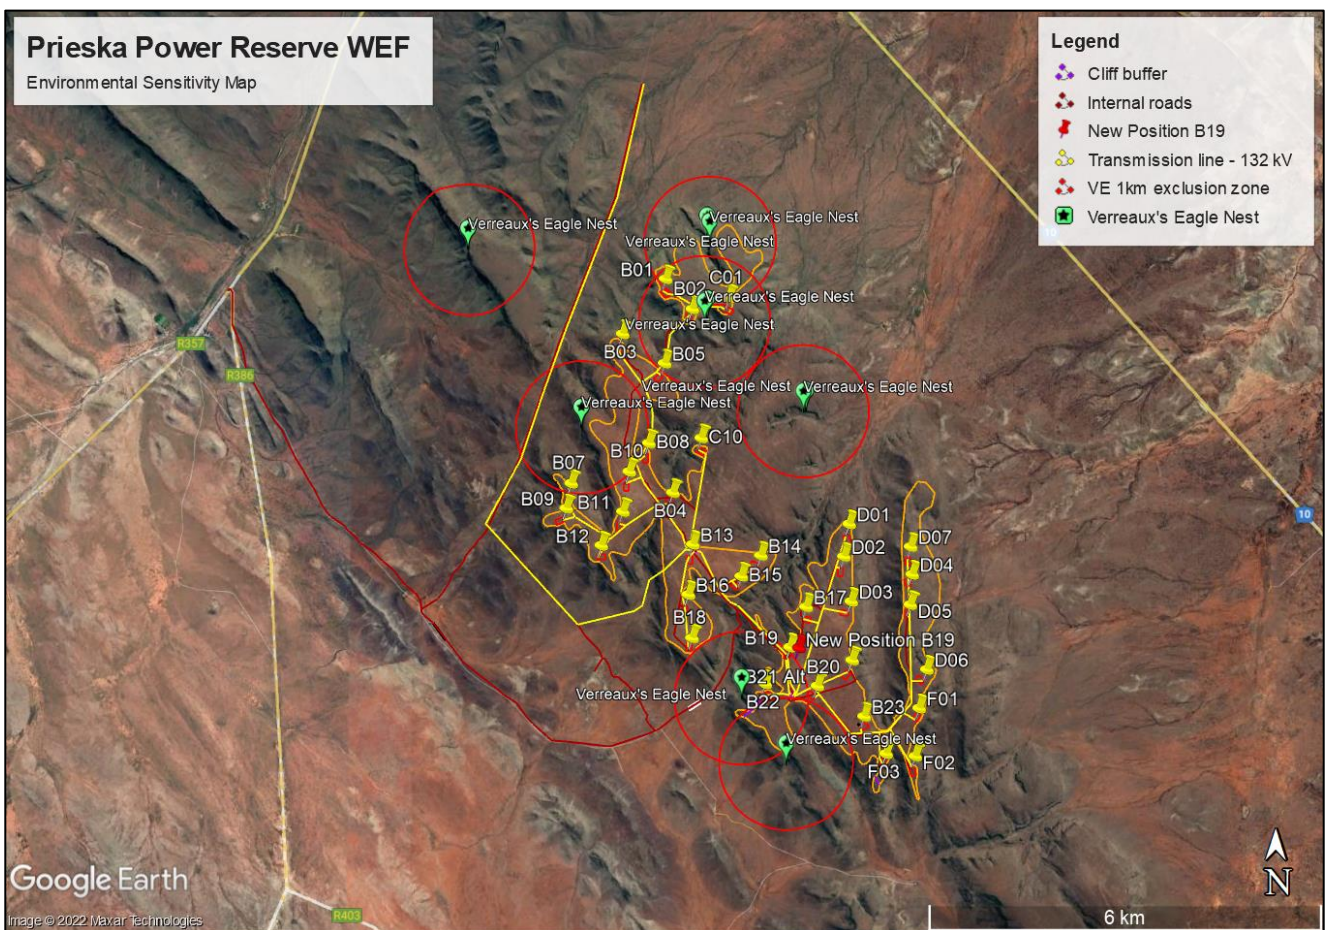 Prieska Power Reserve WEF
Environmental Sensitivity Map
Legend
Cliff buffer
Internal roads
New Position B19
Transmission line - 132 kV
VE 1km exclusion zone
Verreaux's Eagle Nest
10
Verreaux's Eagle Nest
Verreaux's Eagle Nest
Verreaux's Eagle Nest
B01
C01
B02
Verreaux's Eagle Nest
Verreaux's Eagle Nest
B03
B05
R357
R386
Verreaux's Eagle Nest
Verreaux's Eagle Nest
Verreaux's Eagle Nest
B08
C10
B10
B07
B09
B11
B04
B12
B13
B14
B15
B16
B18
D01
D02
D07
D04
D03
D05
B17
10
B19
New Position B19
D06
B20
B21 Alt
Verreaux's Eagle Nest
B22
B23
F01
Verreaux's Eagle Nest
F03
F02
Google Earth
Image © 2022 Maxar Technologies
R403
N
6 km